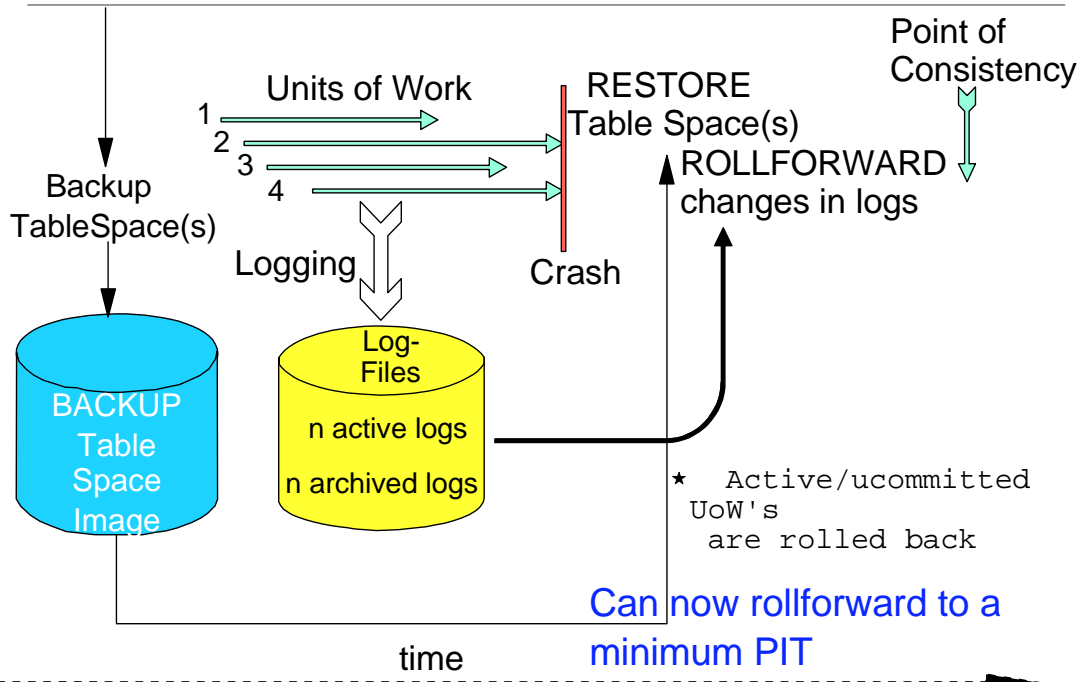 Point of
Consistency
Units of Work
1
2
3
4
RESTORE
Table Space(s)
ROLLFORWARD
changes in logs
Backup
TableSpace(s)
Logging
Crash
BACKUP
Table
Space
Image
Log-
Files
n active logs
n archived logs
★ Active/ucommitted
UoW's
are rolled back
Can now rollforward to a
minimum PIT
time